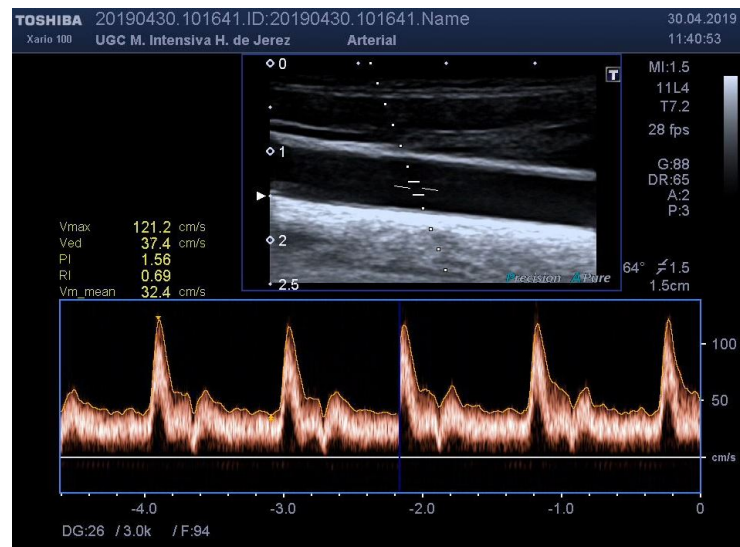 TOSHIBA 20190430.101641.ID:20190430.101641.Name 30.04.2019
Xario 100 UGC M. Intensiva H. de Jerez Arterial 11:40:53
0
T
MI:1.5
11L4
T7.2
28 fps
1
G:88
DR:65
A:2
P:3
2
Vmax 121.2 cm/s
Ved 37.4 cm/s
PI 1.56
RI 0.69
Vm_mean 32.4 cm/s
64° 1.5
1.5cm
Precision APure
2.5
100
50
cm/s
-4.0 -3.0 -2.0 -1.0 0
DG:26 / 3.0k / F:94